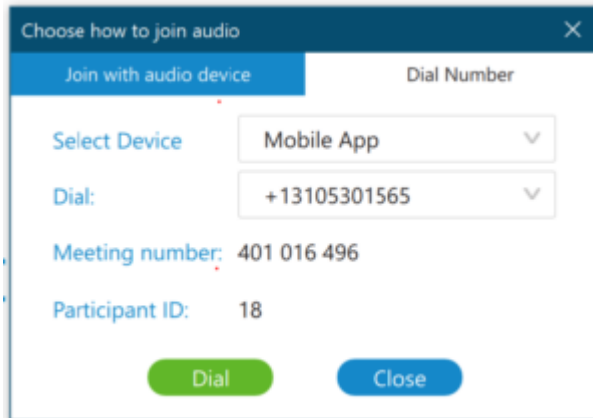 Choose how to join audio
Join with audio device Dial Number
Select Device Mobile App
Dial: +13105301565
Meeting number: 401 016 496
Participant ID: 18
Dial Close